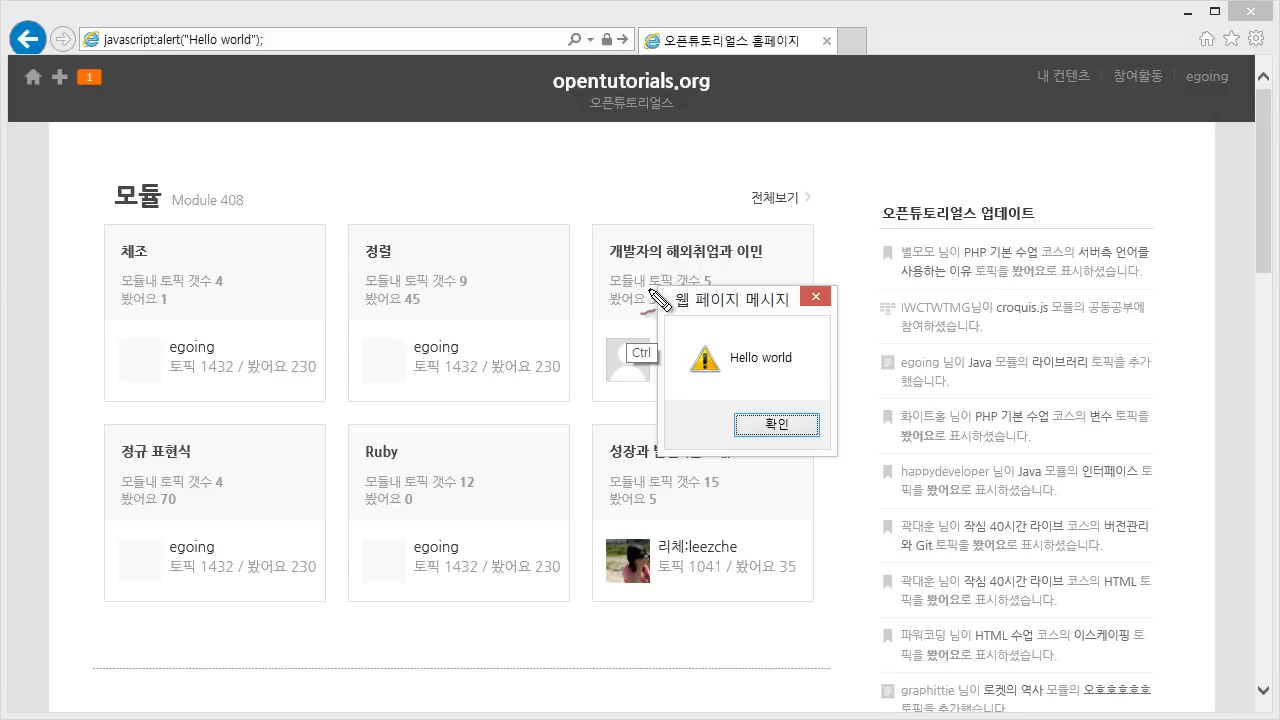 javascript:alert("Hello world");
오픈튜토리얼스 홈페이지
1
opentutorials.org
오픈튜토리얼스
내 컨텐츠
참여활동
egoing
모듈 Module 408
전체보기
체조
모듈내 토픽 갯수 4
봤어요 1
egoing
토픽 1432 / 봤어요 230
정렬
모듈내 토픽 갯수 9
봤어요 45
egoing
토픽 1432 / 봤어요 230
개발자의 해외취업과 이민
모듈내 토픽 갯수 5
봤어요
Ctrl
웹 페이지 메시지
Hello world
확인
정규 표현식
모듈내 토픽 갯수 4
봤어요 70
egoing
토픽 1432 / 봤어요 230
Ruby
모듈내 토픽 갯수 12
봤어요 0
egoing
토픽 1432 / 봤어요 230
성장과
모듈내 토픽 갯수 15
봤어요 5
리체:leezche
토픽 1041 / 봤어요 35
오픈튜토리얼스 업데이트
별모모 님이 PHP 기본 수업 코스의 서버측 언어를
사용하는 이유 토픽을 봤어요로 표시하셨습니다.
IWCTWTMG님이 croquis.js 모듈의 공동공부에
참여하셨습니다.
egoing 님이 Java 모듈의 라이브러리 토픽을 추가
했습니다.
화이트홀 님이 PHP 기본 수업 코스의 변수 토픽을
봤어요로 표시하셨습니다.
happydeveloper 님이 Java 모듈의 인터페이스 토
픽을 봤어요로 표시하셨습니다.
곽대훈 님이 작심 40시간 라이브 코스의 버전관리
와 Git 토픽을 봤어요로 표시하셨습니다.
곽대훈 님이 작심 40시간 라이브 코스의 HTML 토
픽을 봤어요로 표시하셨습니다.
파워코딩 님이 HTML 수업 코스의 이스케이핑 토
픽을 봤어요로 표시하셨습니다.
graphittie 님이 로켓의 역사 모듈의 오호호호호호
토픽을 추가했습니다.